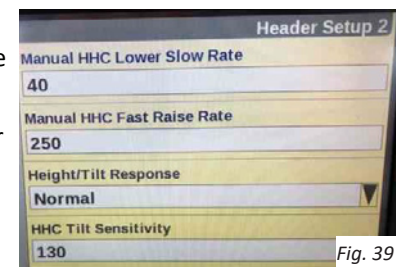 Header Setup 2
Manual HHC Lower Slow Rate
40
Manual HHC Fast Raise Rate
250
Height/Tilt Response
Normal
HHC Tilt Sensitivity
130
Fig. 39